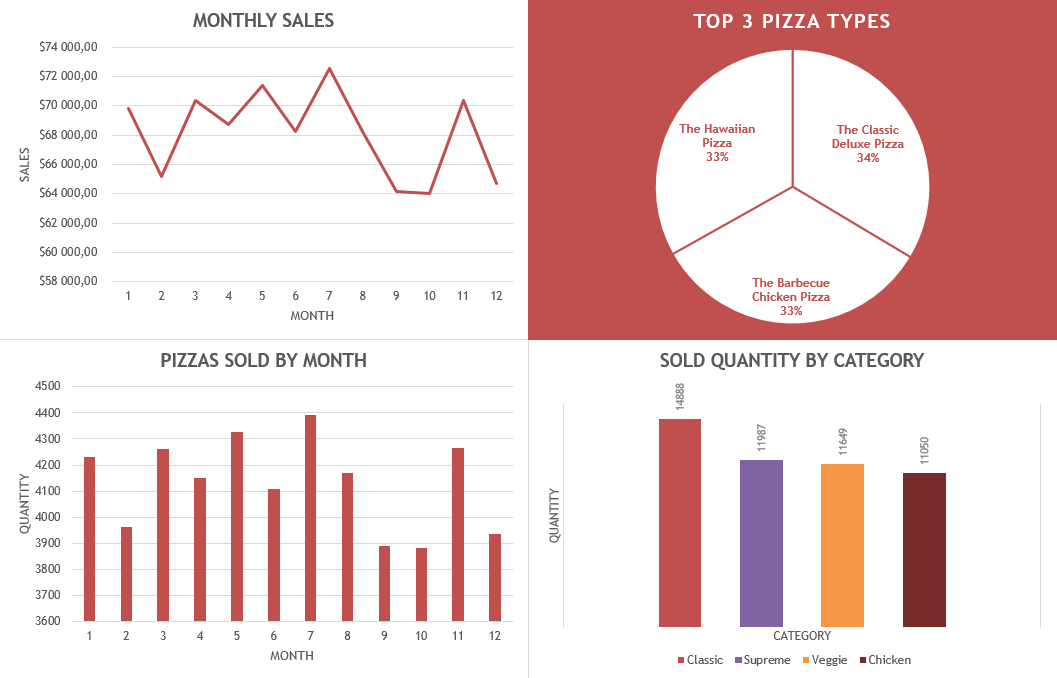 MONTHLY SALES
$74 000,00
$72 000,00
$70 000,00
$68 000,00
$66 000,00
$64 000,00
$62 000,00
$60 000,00
$58 000,00
SALES
1 2 3 4 5 6 7 8 9 10 11 12
MONTH
TOP 3 PIZZA TYPES
The Hawaiian
Pizza
33%
The Classic
Deluxe Pizza
34%
The Barbecue
Chicken Pizza
33%
PIZZAS SOLD BY MONTH
4500
4400
4300
4200
4100
4000
3900
3800
3700
3600
QUANTITY
1 2 3 4 5 6 7 8 9 10 11 12
MONTH
SOLD QUANTITY BY CATEGORY
14888
11987
11649
11050
QUANTITY
CATEGORY
Classic Supreme Veggie Chicken